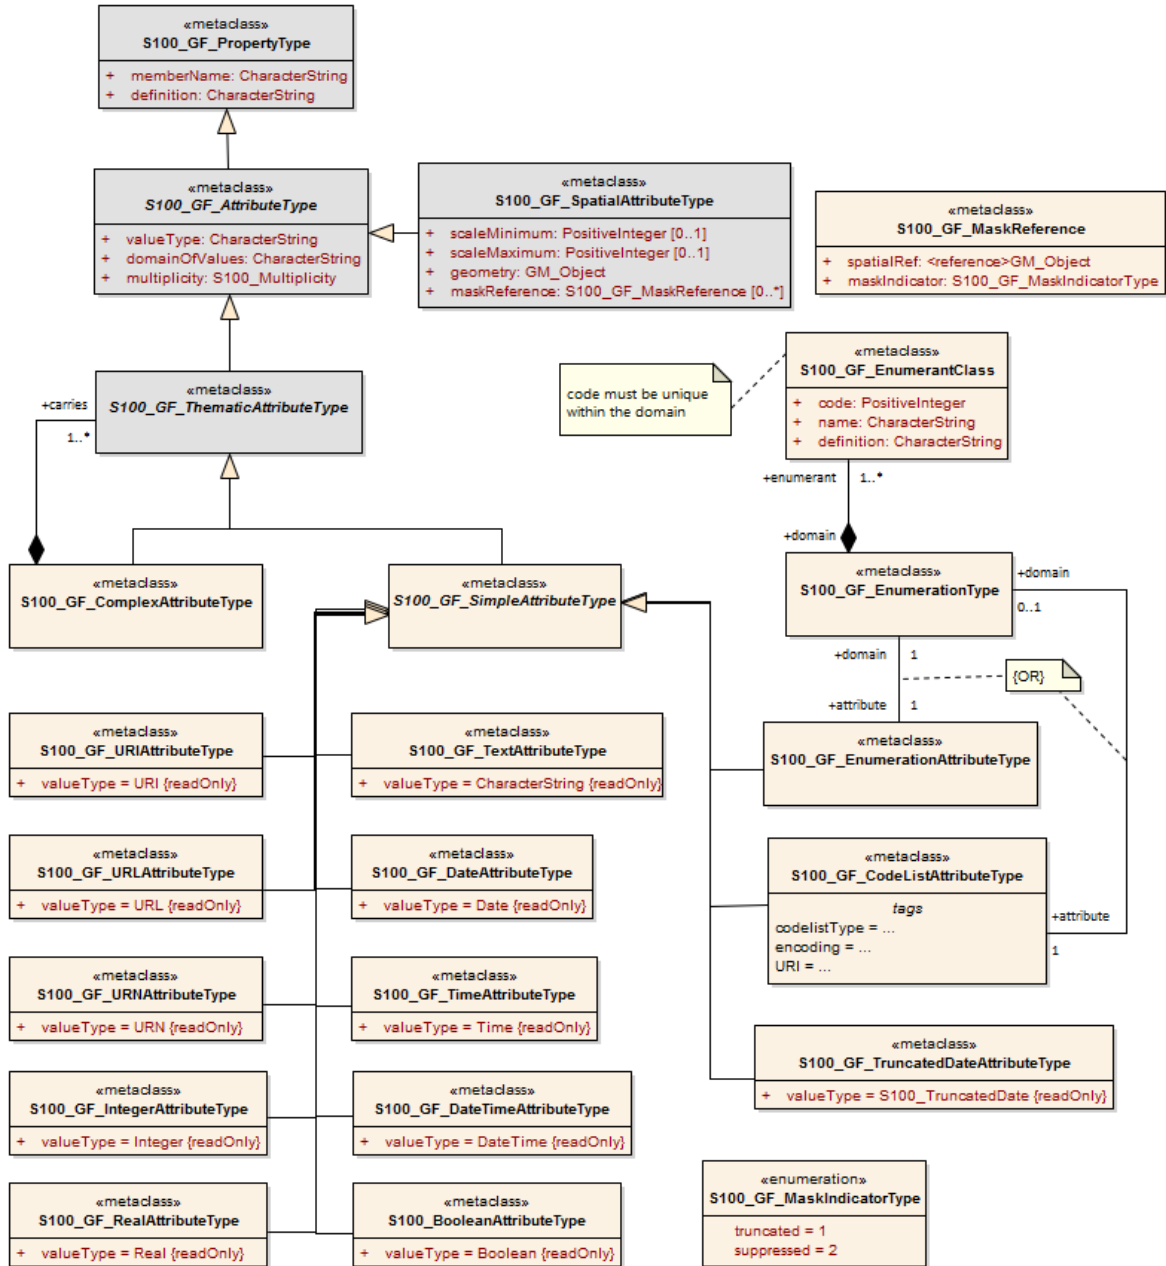 «metaclass»
S100_GF_PropertyType
+ memberName: CharacterString
+ definition: CharacterString
«metaclass»
S100_GF_AttributeType
+ valueType: CharacterString
+ domainOfValues: CharacterString
+ multiplicity: S100_Multiplicity
«metaclass»
S100_GF_SpatialAttributeType
+ scaleMinimum: PositiveInteger [0..1]
+ scaleMaximum: PositiveInteger [0..1]
+ geometry: GM_Object
+ maskReference: S100_GF_MaskReference [0..*]
«metaclass»
S100_GF_MaskReference
+ spatialRef: <reference>GM_Object
+ maskIndicator: S100_GF_MaskIndicatorType
«metaclass»
S100_GF_ThematicAttributeType
+carries
1..*
code must be unique
within the domain
«metaclass»
S100_GF_EnumerantClass
+ code: PositiveInteger
+ name: CharacterString
+ definition: CharacterString
+enumerant
1..*
+domain
«metaclass»
S100_GF_ComplexAttributeType
«metaclass»
S100_GF_SimpleAttributeType
«metaclass»
S100_GF_EnumerationType
+domain
0..1
+domain
1
{OR}
+attribute
1
«metaclass»
S100_GF_URIAttributeType
+ valueType = URI {readOnly}
«metaclass»
S100_GF_TextAttributeType
+ valueType = CharacterString {readOnly}
«metaclass»
S100_GF_EnumerationAttributeType
«metaclass»
S100_GF_URLAttributeType
+ valueType = URL {readOnly}
«metaclass»
S100_GF_DateAttributeType
+ valueType = Date {readOnly}
«metaclass»
S100_GF_CodeListAttributeType
tags
codelistType = ...
encoding = ...
URI = ...
+attribute
1
«metaclass»
S100_GF_URNAttributeType
+ valueType = URN {readOnly}
«metaclass»
S100_GF_TimeAttributeType
+ valueType = Time {readOnly}
«metaclass»
S100_GF_TruncatedDateAttributeType
+ valueType = S100_TruncatedDate {readOnly}
«metaclass»
S100_GF_IntegerAttributeType
+ valueType = Integer {readOnly}
«metaclass»
S100_GF_DateTimeAttributeType
+ valueType = DateTime {readOnly}
«metaclass»
S100_GF_RealAttributeType
+ valueType = Real {readOnly}
«metaclass»
S100_BooleanAttributeType
+ valueType = Boolean {readOnly}
«enumeration»
S100_GF_MaskIndicatorType
truncated = 1
suppressed = 2